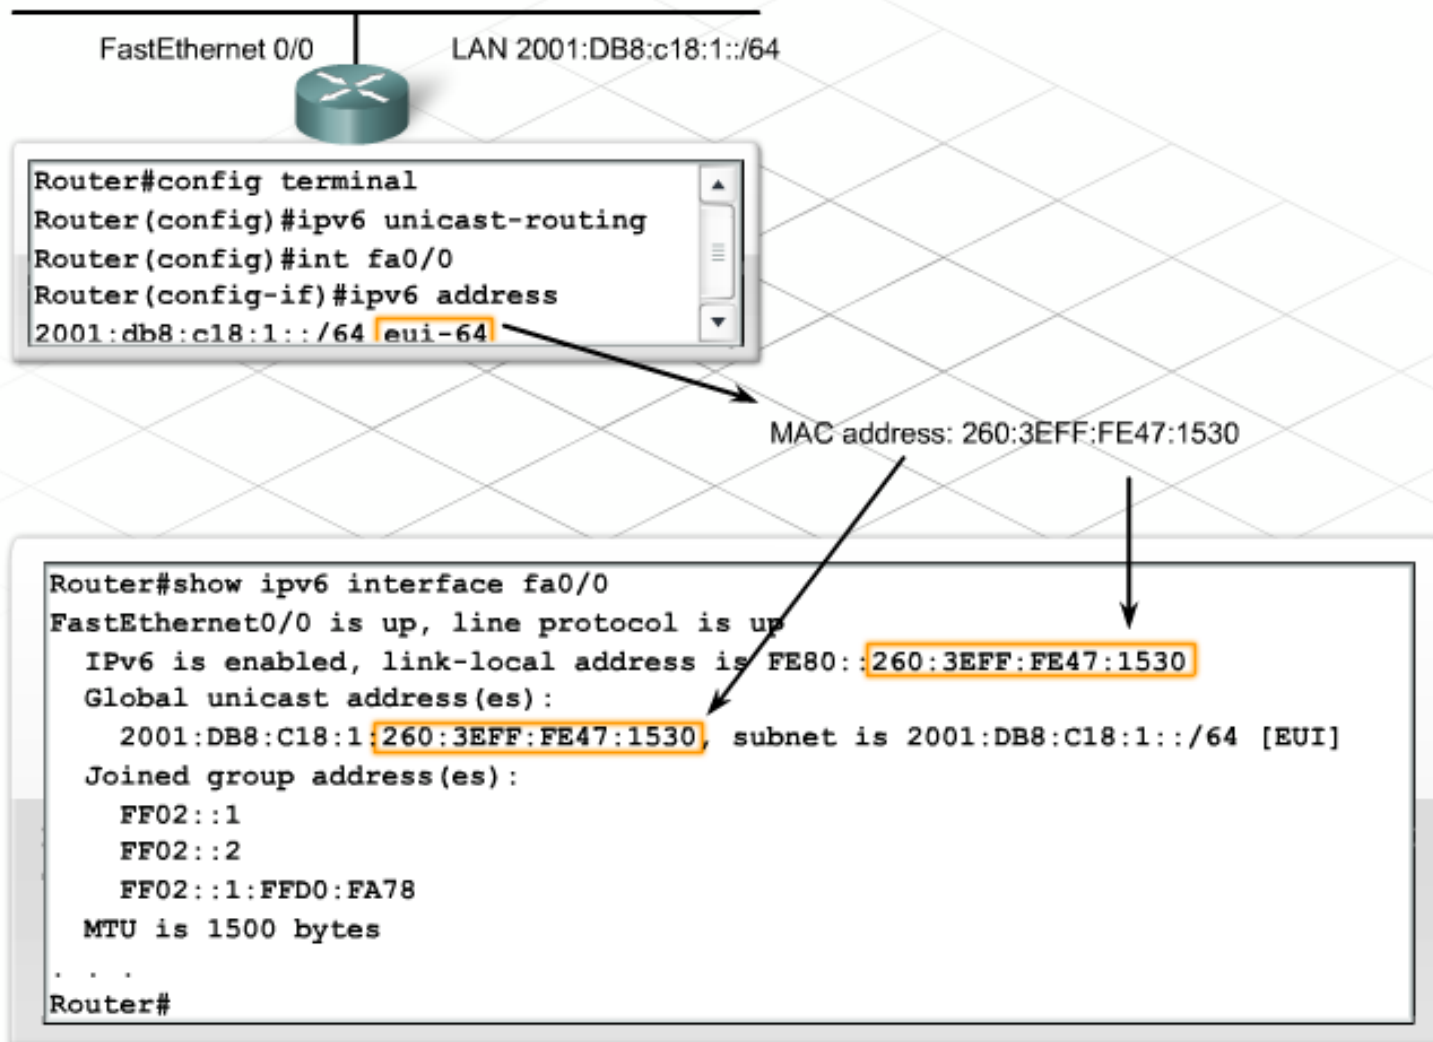 FastEthernet 0/0 LAN 2001:DB8:c18:1::/64
Router#config terminal
Router(config)#ipv6 unicast-routing
Router(config)#int fa0/0
Router(config-if)#ipv6 address
2001:db8:c18:1::/64 eui-64
MAC address: 260:3EFF:FE47:1530
Router#show ipv6 interface fa0/0
FastEthernet0/0 is up, line protocol is up
IPv6 is enabled, link-local address is FE80::260:3EFF:FE47:1530
Global unicast address(es):
2001:DB8:C18:1:260:3EFF:FE47:1530, subnet is 2001:DB8:C18:1::/64 [EUI]
Joined group address(es):
FF02::1
FF02::2
FF02::1:FFD0:FA78
MTU is 1500 bytes
. . .
Router#